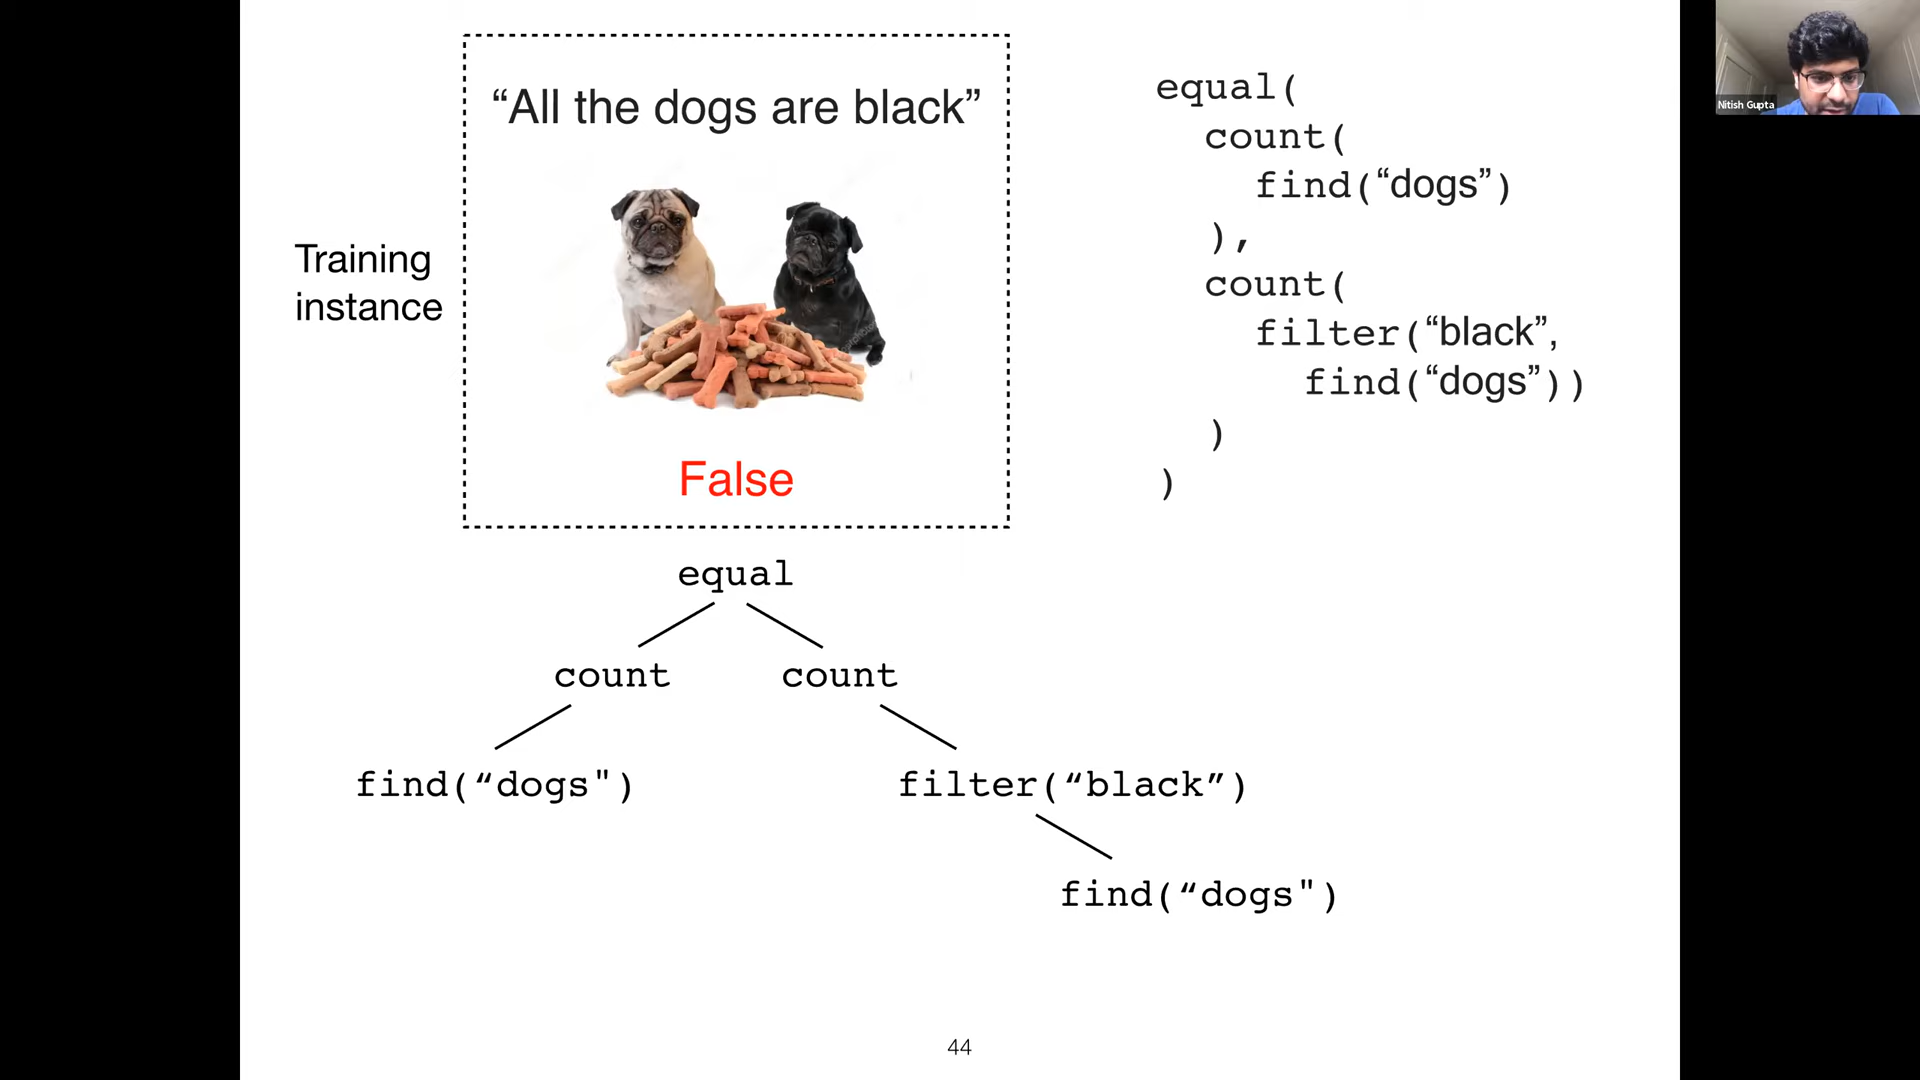 “All the dogs are black”
Training
instance
False
equal(
count(
find(“dogs”)
),
count(
filter(“black”,
find(“dogs”))
)
)
equal
count count
find(“dogs") filter(“black”)
find(“dogs")
44
Nitish Gupta